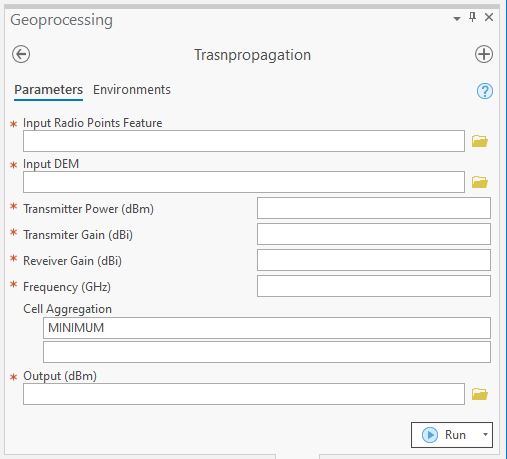 Geoprocessing
Trasnpropagation
Parameters Environments
?
* Input Radio Points Feature
* Input DEM
* Transmitter Power (dBm)
* Transmiter Gain (dBi)
* Reveiver Gain (dBi)
* Frequency (GHz)
Cell Aggregation
MINIMUM
* Output (dBm)
Run